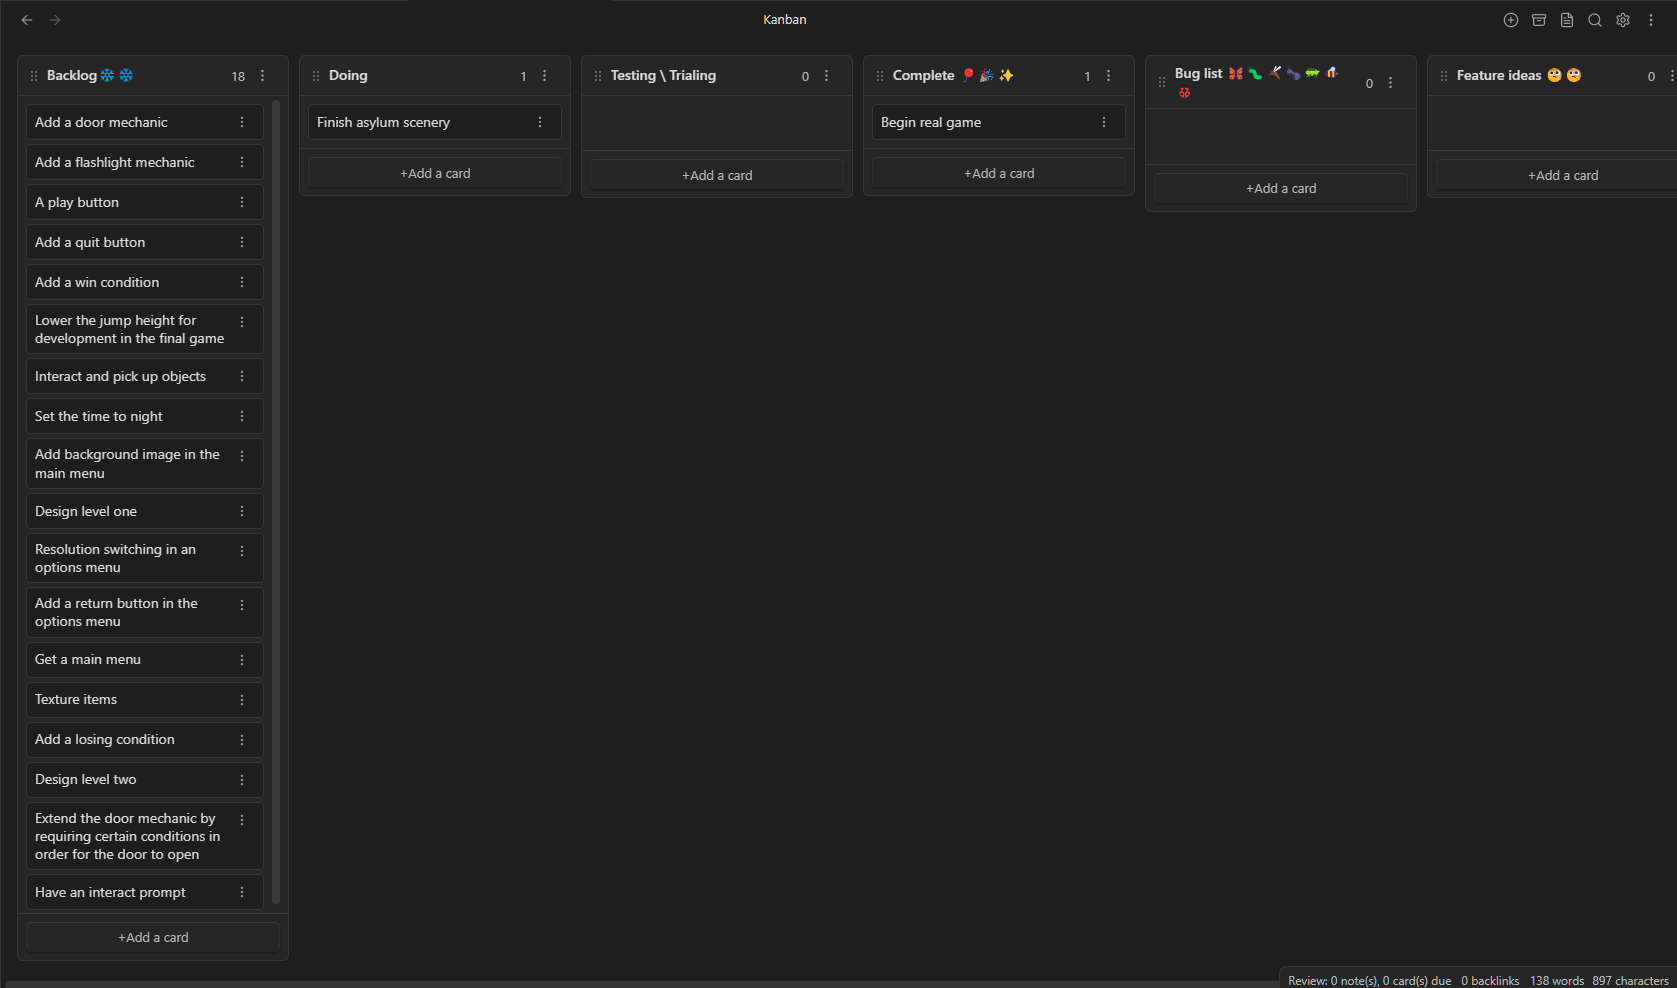 Kanban
Backlog❄️ ❄️ 18
Add a door mechanic
Add a flashlight mechanic
A play button
Add a quit button
Add a win condition
Lower the jump height for
development in the final game
Interact and pick up objects
Set the time to night
Add background image in the
main menu
Design level one
Resolution switching in an
options menu
Add a return button in the
options menu
Get a main menu
Texture items
Add a losing condition
Design level two
Extend the door mechanic by
requiring certain conditions in
order for the door to open
Have an interact prompt
+Add a card
Doing 1
Finish asylum scenery
+Add a card
Testing \ Trialing 0
+Add a card
Complete 🎈 🎉 ✨ 1
Begin real game
+Add a card
Bug list 0
+Add a card
Feature ideas 0
+Add a card
Review: 0 note(s), 0 card(s) due 0 backlinks 138 words 897 characters